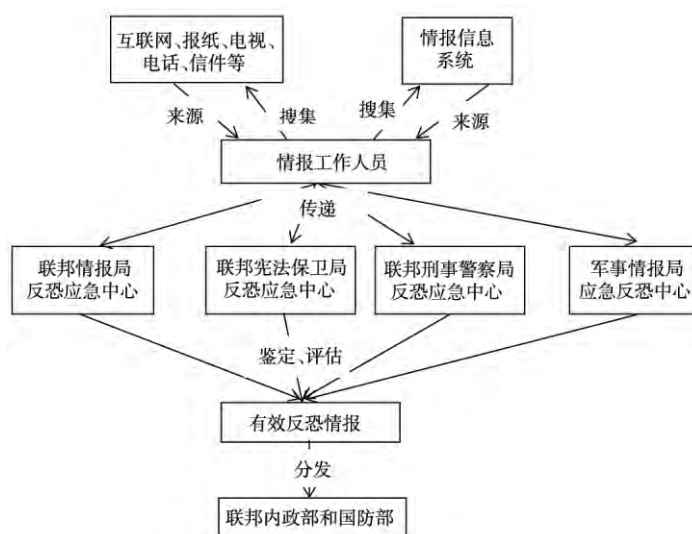 互联网、报纸、电视、
电话、信件等
情报信息
系统
来源
搜集
搜集
来源
情报工作人员
传递
联邦情报局
反恐应急中心
联邦宪法保卫局
反恐应急中心
联邦刑事警察局
反恐应急中心
军事情报局
应急反恐中心
鉴定、评估
有效反恐情报
分发
联邦内政部和国防部